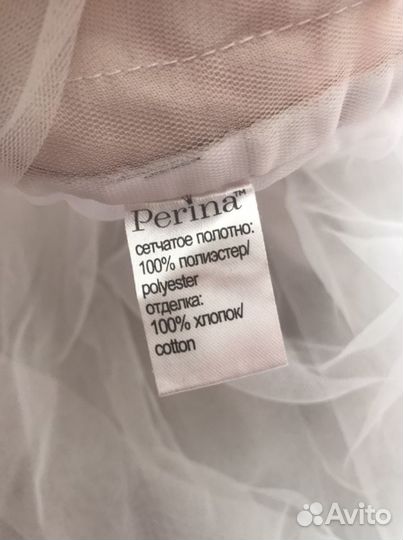 Perina™
сетчатое полотно:
100% полиэстер/
polyester
отделка:
100% хлопок/
cotton
Avito